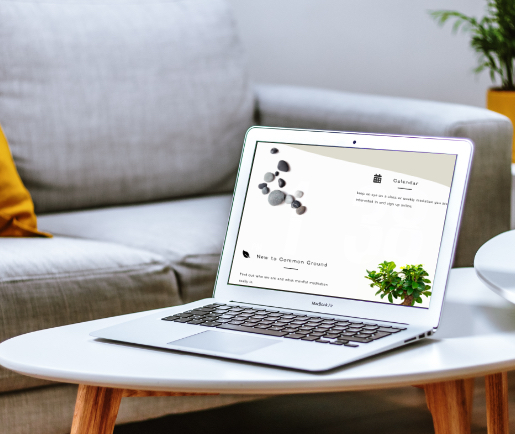 Calendar
Keep an eye on a class or weekly meditation you are
interested in and sign up online.
New to Common Ground
Find out who we are and what mindful meditation
really is.
MacBook Air